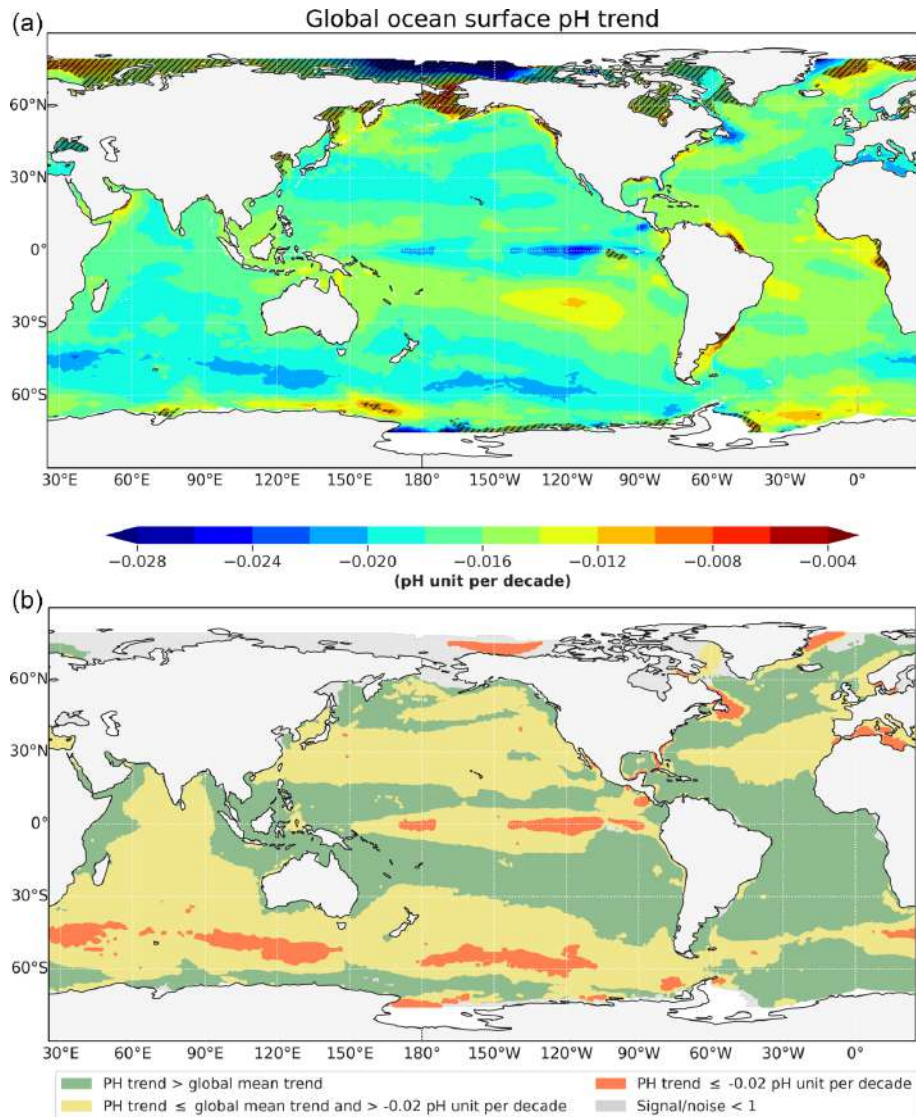 (a)
Global ocean surface pH trend
60°N
30°N
0°
30°S
60°S
30°E 60°E 90°E 120°E 150°E 180° 150°W 120°W 90°W 60°W 30°W 0°
−0.028 −0.024 −0.020 −0.016 −0.012 −0.008 −0.004
(pH unit per decade)
(b)
60°N
30°N
0°
30°S
60°S
30°E 60°E 90°E 120°E 150°E 180° 150°W 120°W 90°W 60°W 30°W 0°
PH trend > global mean trend PH trend ≤ -0.02 pH unit per decade
PH trend ≤ global mean trend and > -0.02 pH unit per decade Signal/noise < 1